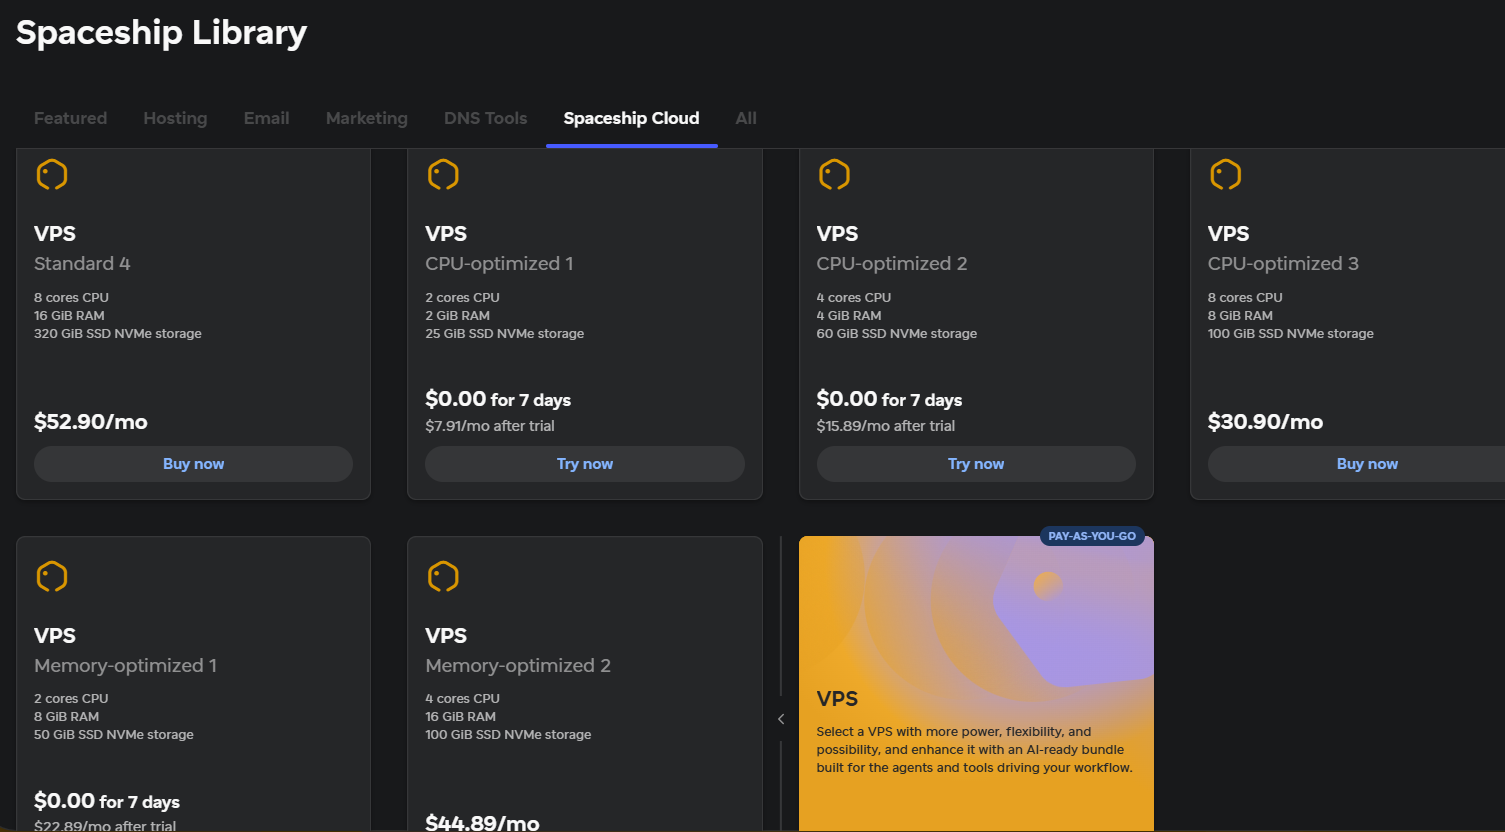 Spaceship Library
Featured
Hosting
Email
Marketing
DNS Tools
Spaceship Cloud
All
VPS
Standard 4
8 cores CPU
16 GiB RAM
320 GiB SSD NVMe storage
$52.90/mo
Buy now
VPS
CPU-optimized 1
2 cores CPU
2 GiB RAM
25 GiB SSD NVMe storage
$0.00 for 7 days
$7.91/mo after trial
Try now
VPS
CPU-optimized 2
4 cores CPU
4 GiB RAM
60 GiB SSD NVMe storage
$0.00 for 7 days
$15.89/mo after trial
Try now
VPS
CPU-optimized 3
8 cores CPU
8 GiB RAM
100 GiB SSD NVMe storage
$30.90/mo
Buy now
VPS
Memory-optimized 1
2 cores CPU
8 GiB RAM
50 GiB SSD NVMe storage
$0.00 for 7 days
$22.89/mo after trial
VPS
Memory-optimized 2
4 cores CPU
16 GiB RAM
100 GiB SSD NVMe storage
$44.89/mo
PAY-AS-YOU-GO
VPS
Select a VPS with more power, flexibility, and
possibility, and enhance it with an AI-ready bundle
built for the agents and tools driving your workflow.